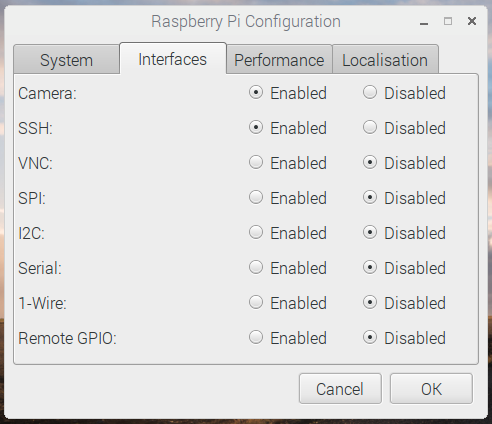 Raspberry Pi Configuration
System Interfaces Performance Localisation
Camera: Enabled Disabled
SSH: Enabled Disabled
VNC: Enabled Disabled
SPI: Enabled Disabled
I2C: Enabled Disabled
Serial: Enabled Disabled
1-Wire: Enabled Disabled
Remote GPIO: Enabled Disabled
Cancel OK